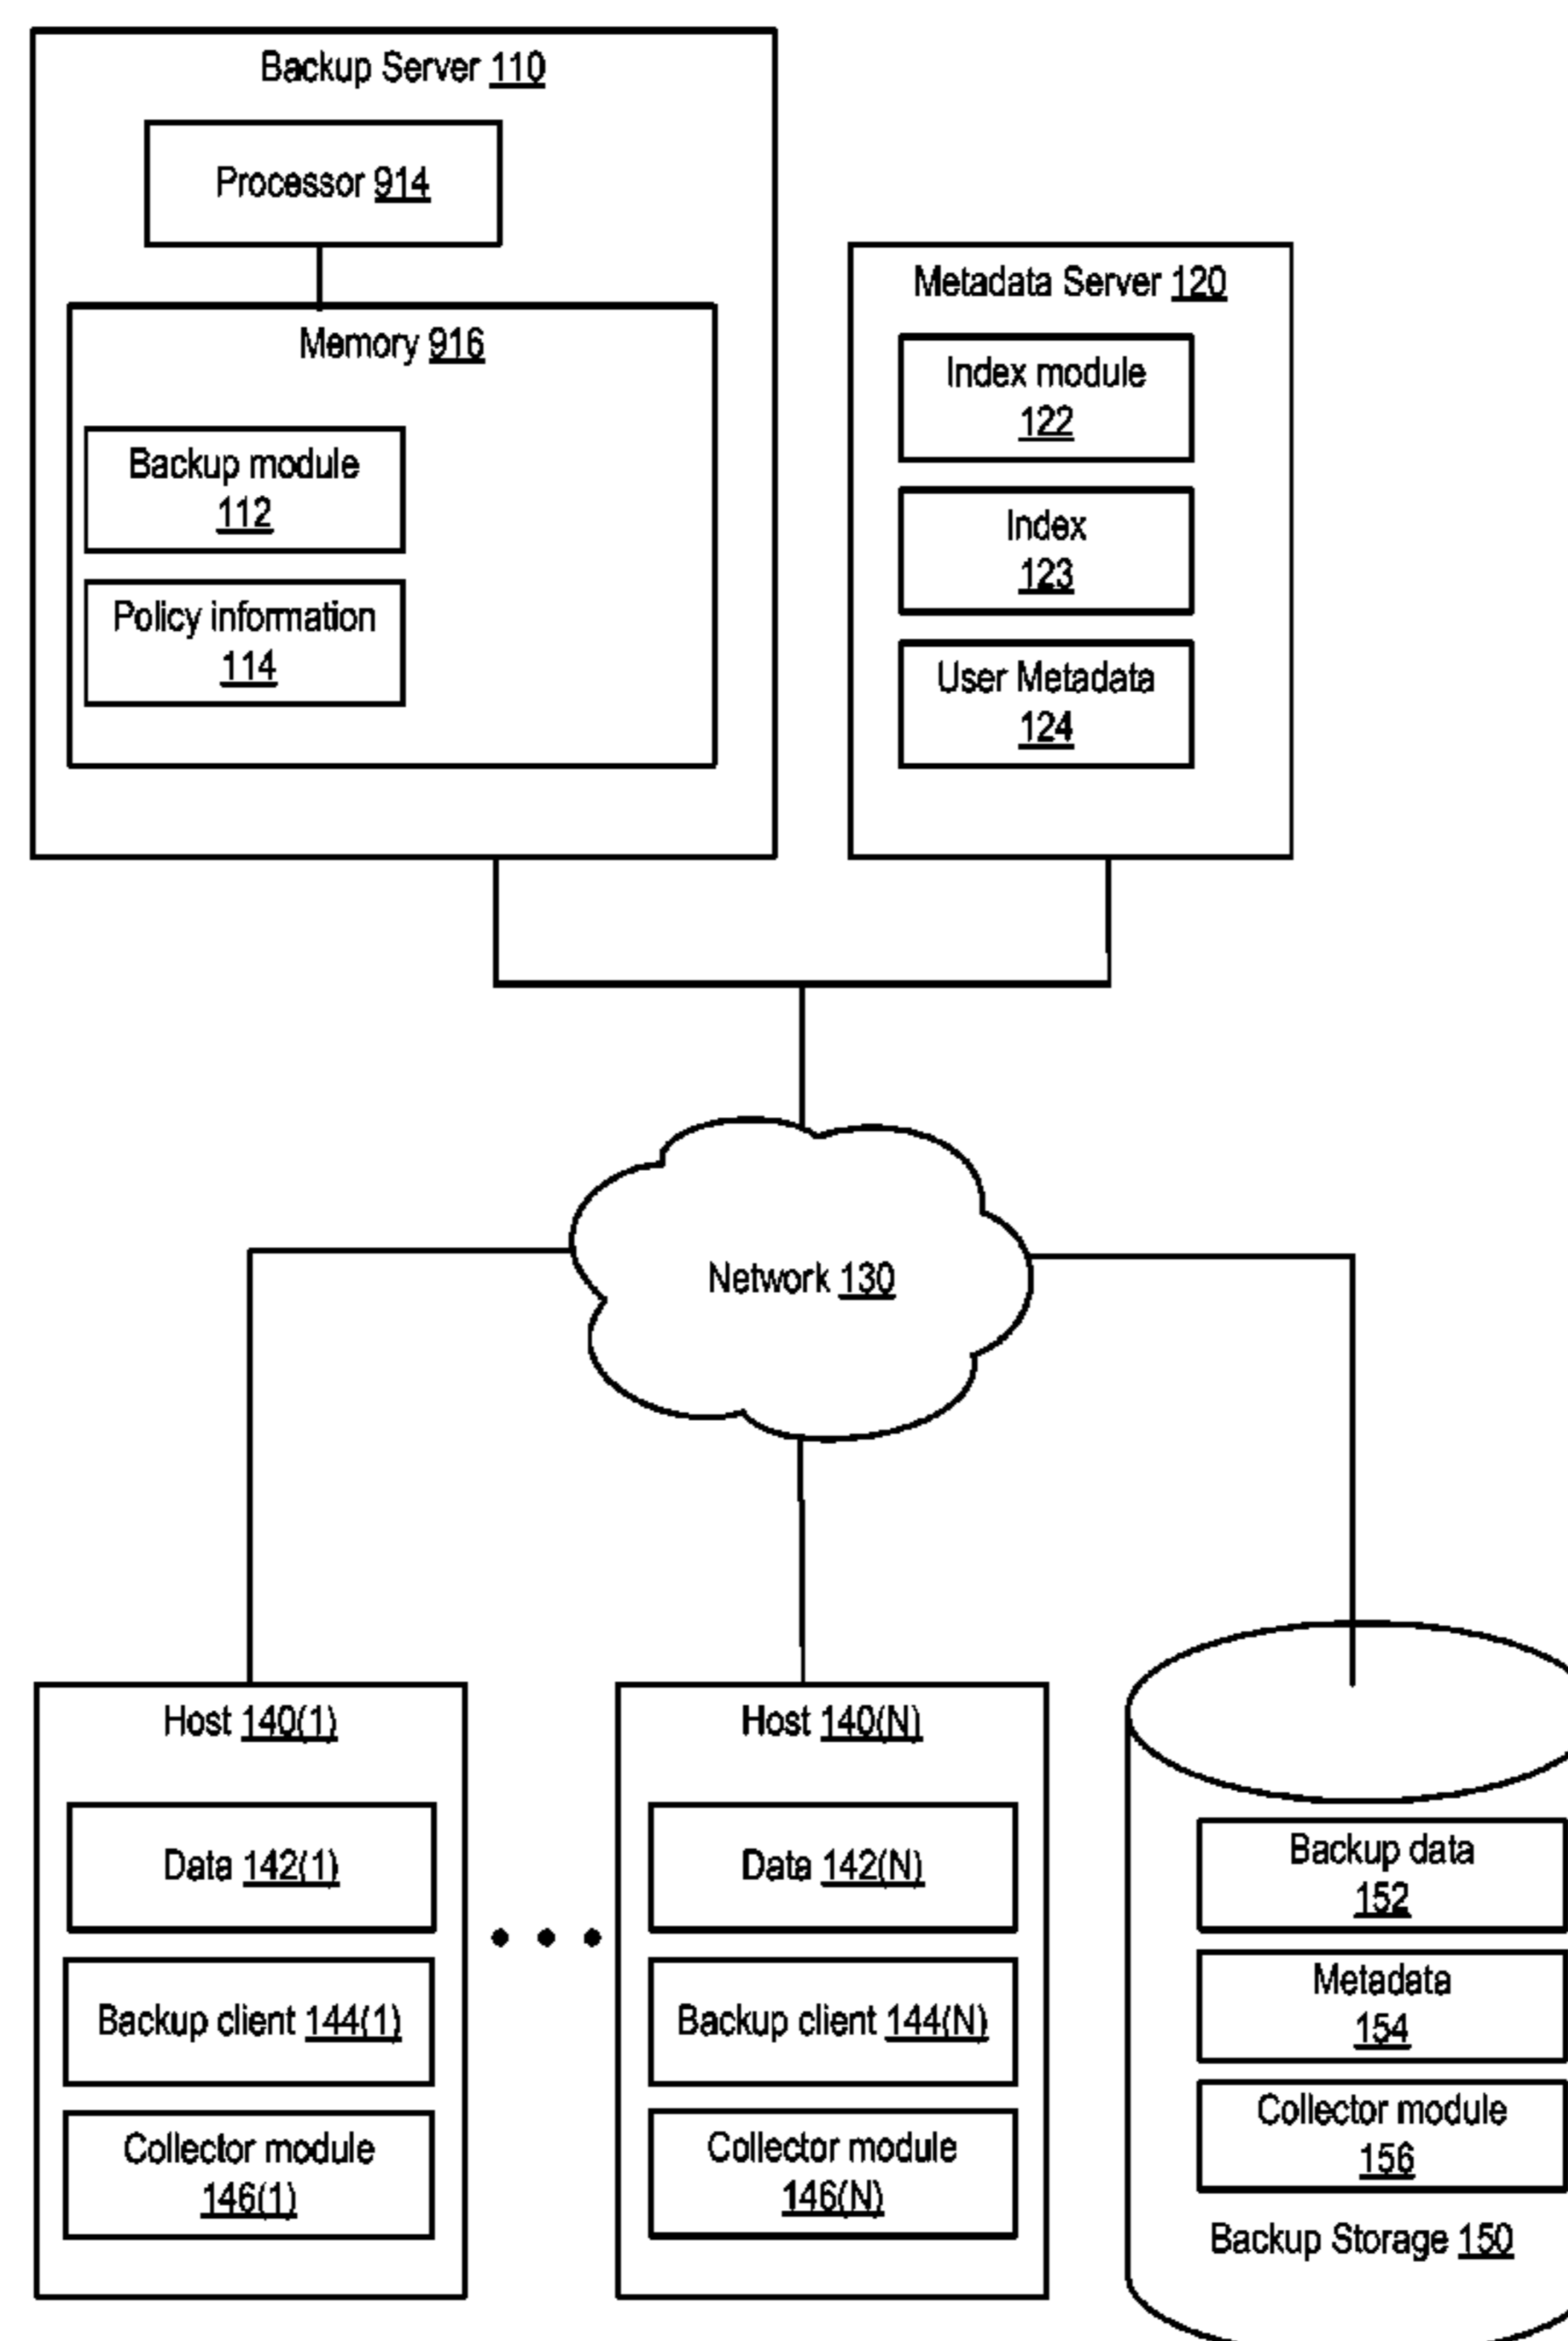 Backup Server 110
Processor 914
Memory 916
Backup module
112
Policy information
114
Metadata Server 120
Index module
122
Index
123
User Metadata
124
Network 130
Host 140(1)
Data 142(1)
Backup client 144(1)
Collector module
146(1)
Host 140(N)
Data 142(N)
Backup client 144(N)
Collector module
146(N)
Backup data
152
Metadata
154
Collector module
156
Backup Storage 150